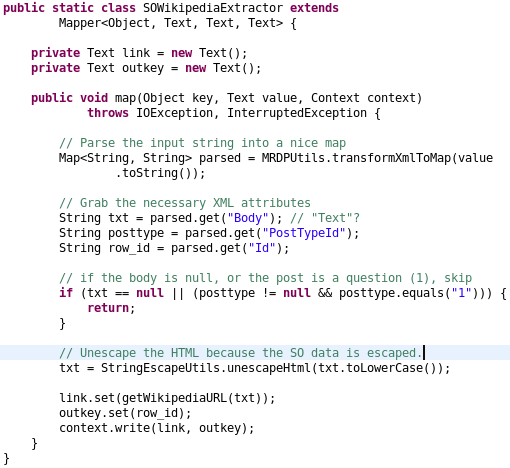 public static class SOWikipediaExtractor extends
        Mapper<Object, Text, Text, Text> {

    private Text link = new Text();
    private Text outkey = new Text();

    public void map(Object key, Text value, Context context)
            throws IOException, InterruptedException {

        // Parse the input string into a nice map
        Map<String, String> parsed = MRDPUtils.transformXmlToMap(value
                .toString());

        // Grab the necessary XML attributes
        String txt = parsed.get("Body"); // "Text"?
        String posttype = parsed.get("PostTypeId");
        String row_id = parsed.get("Id");

        // if the body is null, or the post is a question (1), skip
        if (txt == null || (posttype != null && posttype.equals("1"))) {
            return;
        }

        // Unescape the HTML because the SO data is escaped.
        txt = StringEscapeUtils.unescapeHtml(txt.toLowerCase());

        link.set(getWikipediaURL(txt));
        outkey.set(row_id);
        context.write(link, outkey);
    }
}